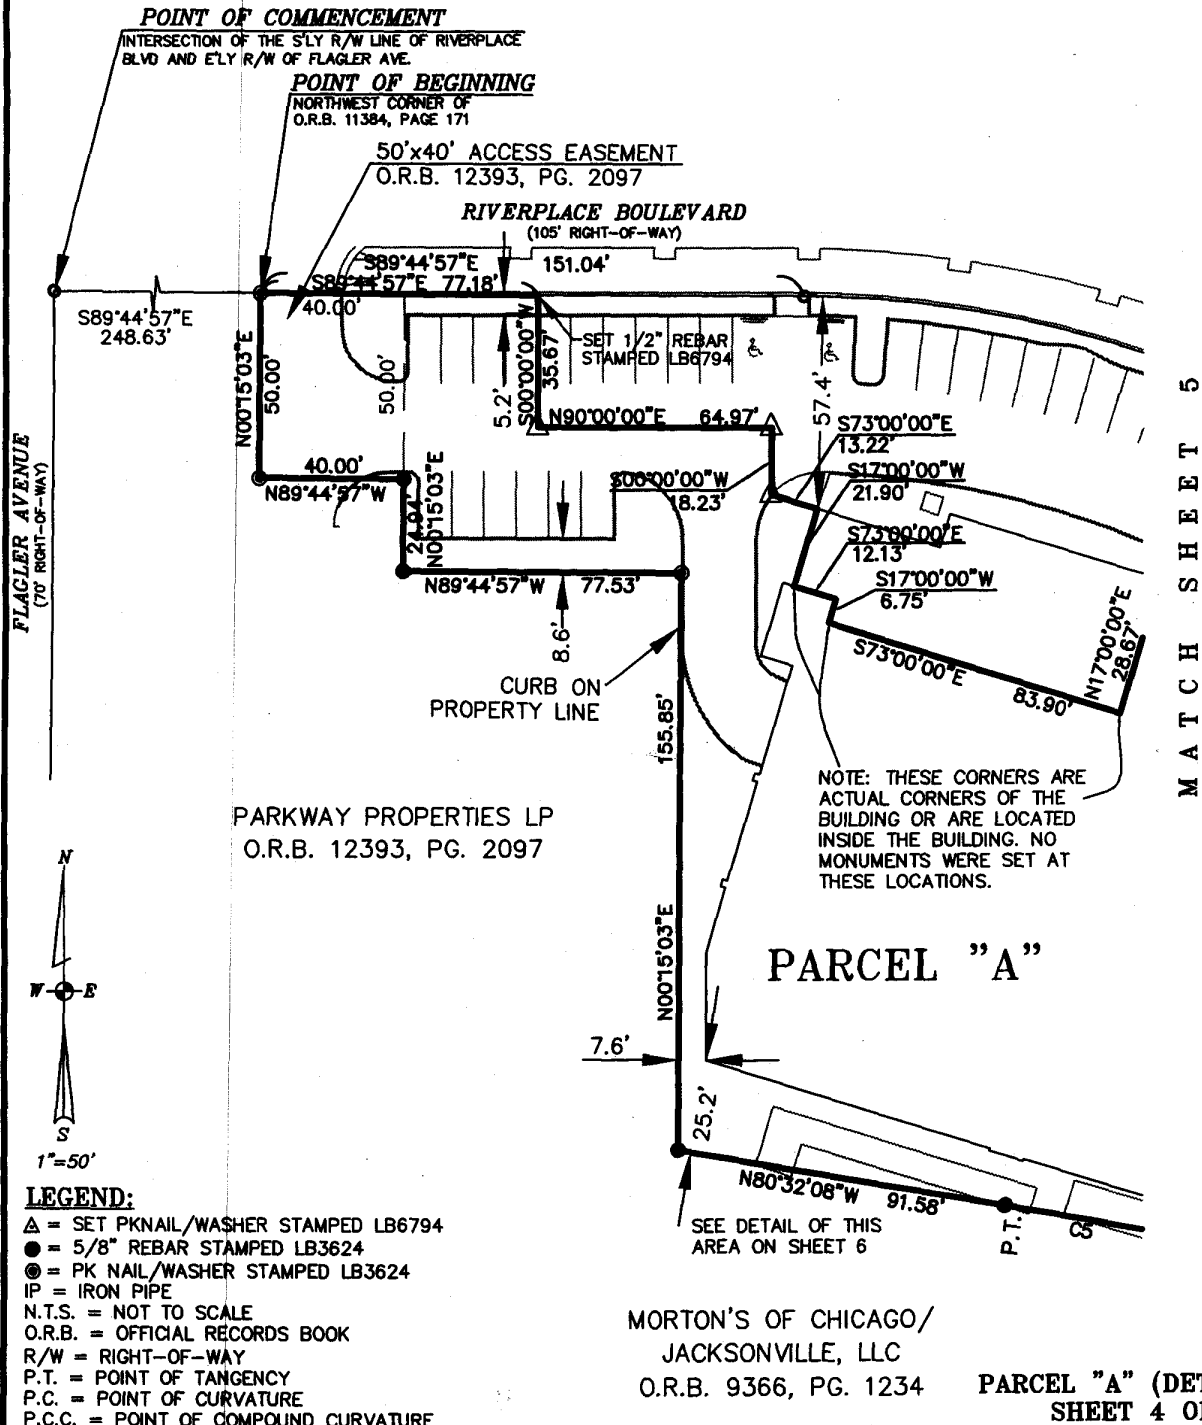 POINT OF COMMENCEMENT
INTERSECTION OF THE S'LY R/W LINE OF RIVERPLACE
BLVD AND E'LY R/W OF FLAGLER AVE.
POINT OF BEGINNING
NORTHWEST CORNER OF
O.R.B. 11384, PAGE 171
50'x40' ACCESS EASEMENT
O.R.B. 12393, PG. 2097
RIVERPLACE BOULEVARD
(105' RIGHT-OF-WAY)
S89°44'57"E 151.04'
S89°44'57"E 77.18'
40.00'
S89°44'57"E
248.63'
N00°15'03"E
50.00'
50.00'
5.2'
S00°00'00"W
35.67'
SET 1/2" REBAR
STAMPED LB6794
57.4'
N90°00'00"E 64.97'
S73°00'00"E
13.22'
S17°00'00"W
21.90'
S00°00'00"W
18.23'
S73°00'00"E
12.13'
S17°00'00"W
6.75'
40.00'
N89°44'57"W
24.94'
N00°15'03"E
N89°44'57"W 77.53'
8.6'
S73°00'00"E 83.90'
N17°00'00"E
28.67'
MATCH SHEET 5
FLAGLER AVENUE
(70' RIGHT-OF-WAY)
CURB ON
PROPERTY LINE
155.85'
N00°15'03"E
NOTE: THESE CORNERS ARE
ACTUAL CORNERS OF THE
BUILDING OR ARE LOCATED
INSIDE THE BUILDING. NO
MONUMENTS WERE SET AT
THESE LOCATIONS.
PARKWAY PROPERTIES LP
O.R.B. 12393, PG. 2097
PARCEL "A"
N
W E
S
1"=50'
7.6'
25.2'
N80°32'08"W 91.58'
P.T.
C5
SEE DETAIL OF THIS
AREA ON SHEET 6
LEGEND:
= SET PKNAIL/WASHER STAMPED LB6794
= 5/8" REBAR STAMPED LB3624
= PK NAIL/WASHER STAMPED LB3624
IP = IRON PIPE
N.T.S. = NOT TO SCALE
O.R.B. = OFFICIAL RECORDS BOOK
R/W = RIGHT-OF-WAY
P.T. = POINT OF TANGENCY
P.C. = POINT OF CURVATURE
P.C.C. = POINT OF COMPOUND CURVATURE
MORTON'S OF CHICAGO/
JACKSONVILLE, LLC
O.R.B. 9366, PG. 1234
PARCEL "A" (DET
SHEET 4 O